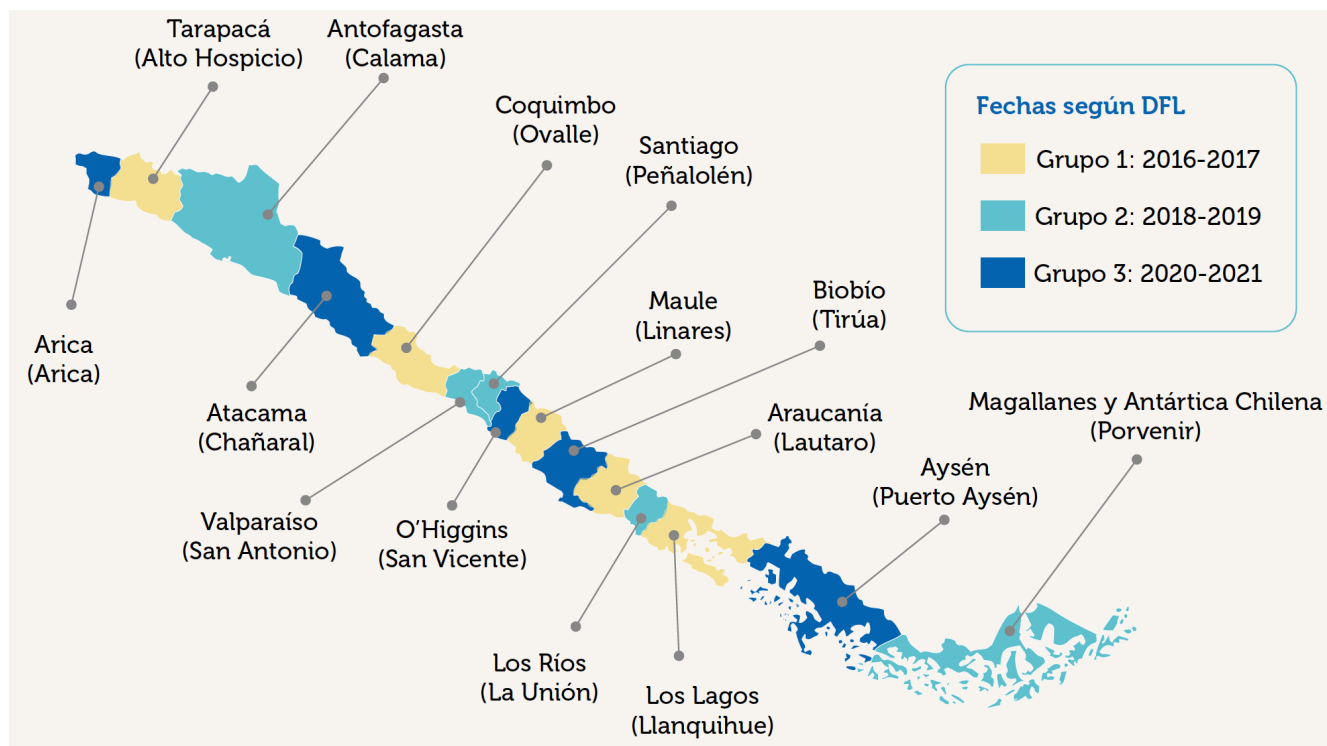 Tarapacá
(Alto Hospicio)
Antofagasta
(Calama)
Coquimbo
(Ovalle)
Santiago
(Peñalolén)
Fechas según DFL
Grupo 1: 2016-2017
Grupo 2: 2018-2019
Grupo 3: 2020-2021
Arica
(Arica)
Maule
(Linares)
Biobío
(Tirúa)
Atacama
(Chañaral)
Araucanía
(Lautaro)
Magallanes y Antártica Chilena
(Porvenir)
Aysén
(Puerto Aysén)
Valparaíso
(San Antonio)
O’Higgins
(San Vicente)
Los Ríos
(La Unión)
Los Lagos
(Llanquihue)